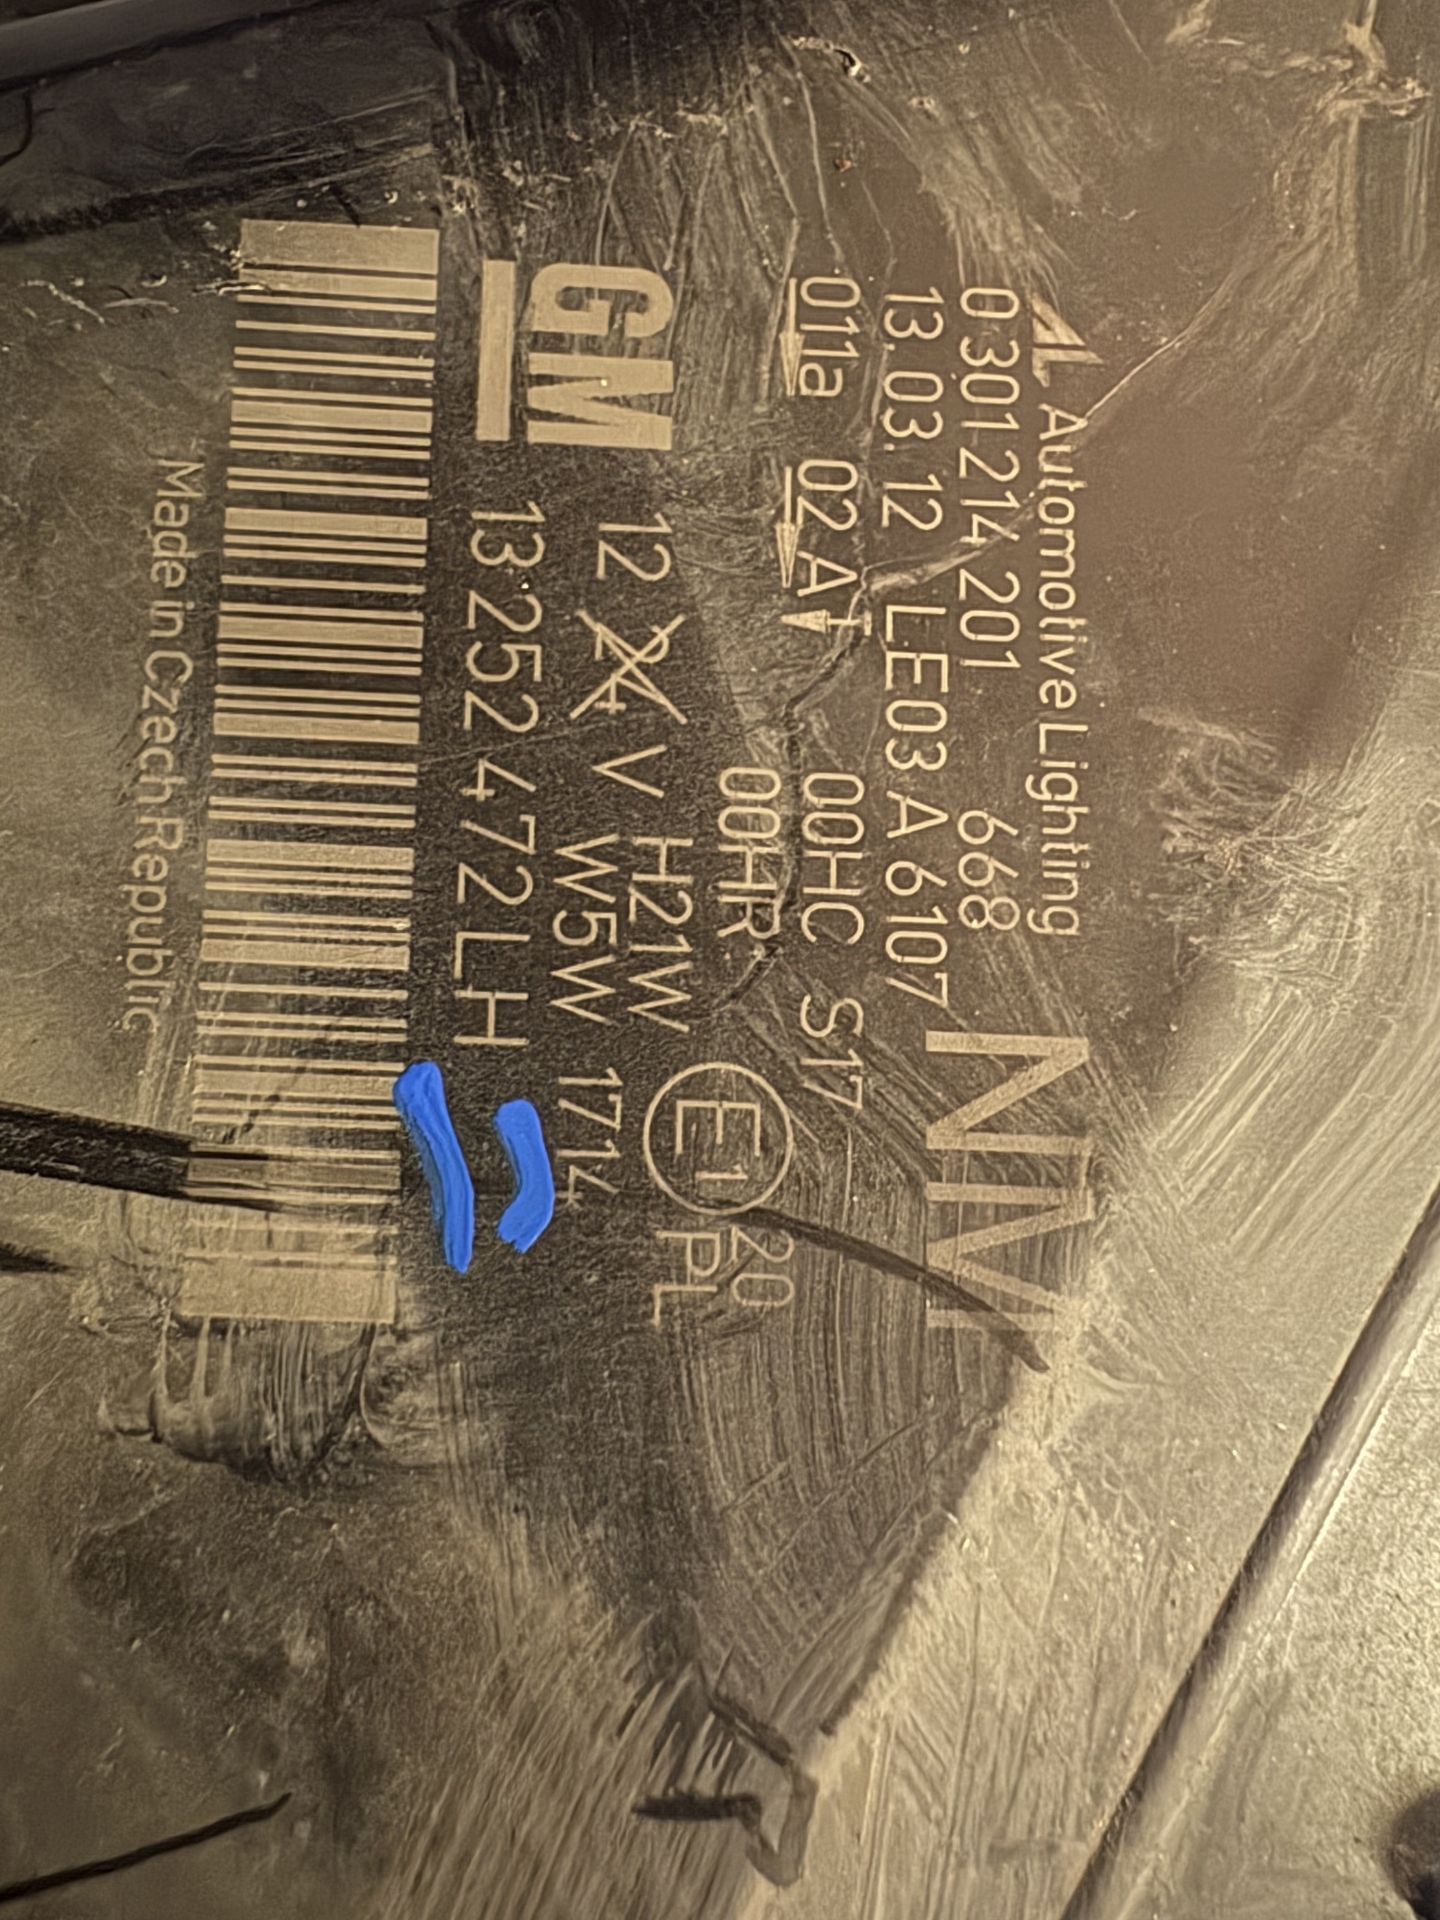 AL Automotive Lighting
0 301 214 201 668
13.03.12 LE03 A 6107
NIV
011a 02A 00HC S17
00HR
E1 20
PL
GM 12 24 V H21W
W5W 1714
13 252 472 LH
Made in Czech Republic